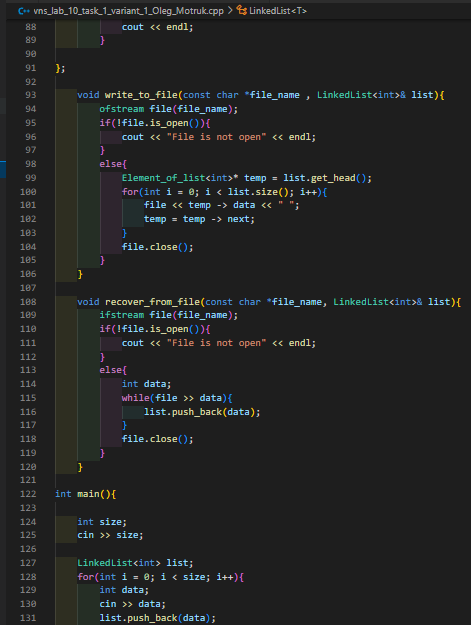 vns_lab_10_task_1_variant_1_Oleg_Motruk.cpp > LinkedList<T>
88 cout << endl;
89 }
90
91 };
92
93 void write_to_file(const char *file_name , LinkedList<int>& list){
94 ofstream file(file_name);
95 if(!file.is_open()){
96 cout << "File is not open" << endl;
97 }
98 else{
99 Element_of_list<int>* temp = list.get_head();
100 for(int i = 0; i < list.size(); i++){
101 file << temp -> data << " ";
102 temp = temp -> next;
103 }
104 file.close();
105 }
106 }
107
108 void recover_from_file(const char *file_name, LinkedList<int>& list){
109 ifstream file(file_name);
110 if(!file.is_open()){
111 cout << "File is not open" << endl;
112 }
113 else{
114 int data;
115 while(file >> data){
116 list.push_back(data);
117 }
118 file.close();
119 }
120 }
121
122 int main(){
123
124 int size;
125 cin >> size;
126
127 LinkedList<int> list;
128 for(int i = 0; i < size; i++){
129 int data;
130 cin >> data;
131 list.push_back(data);